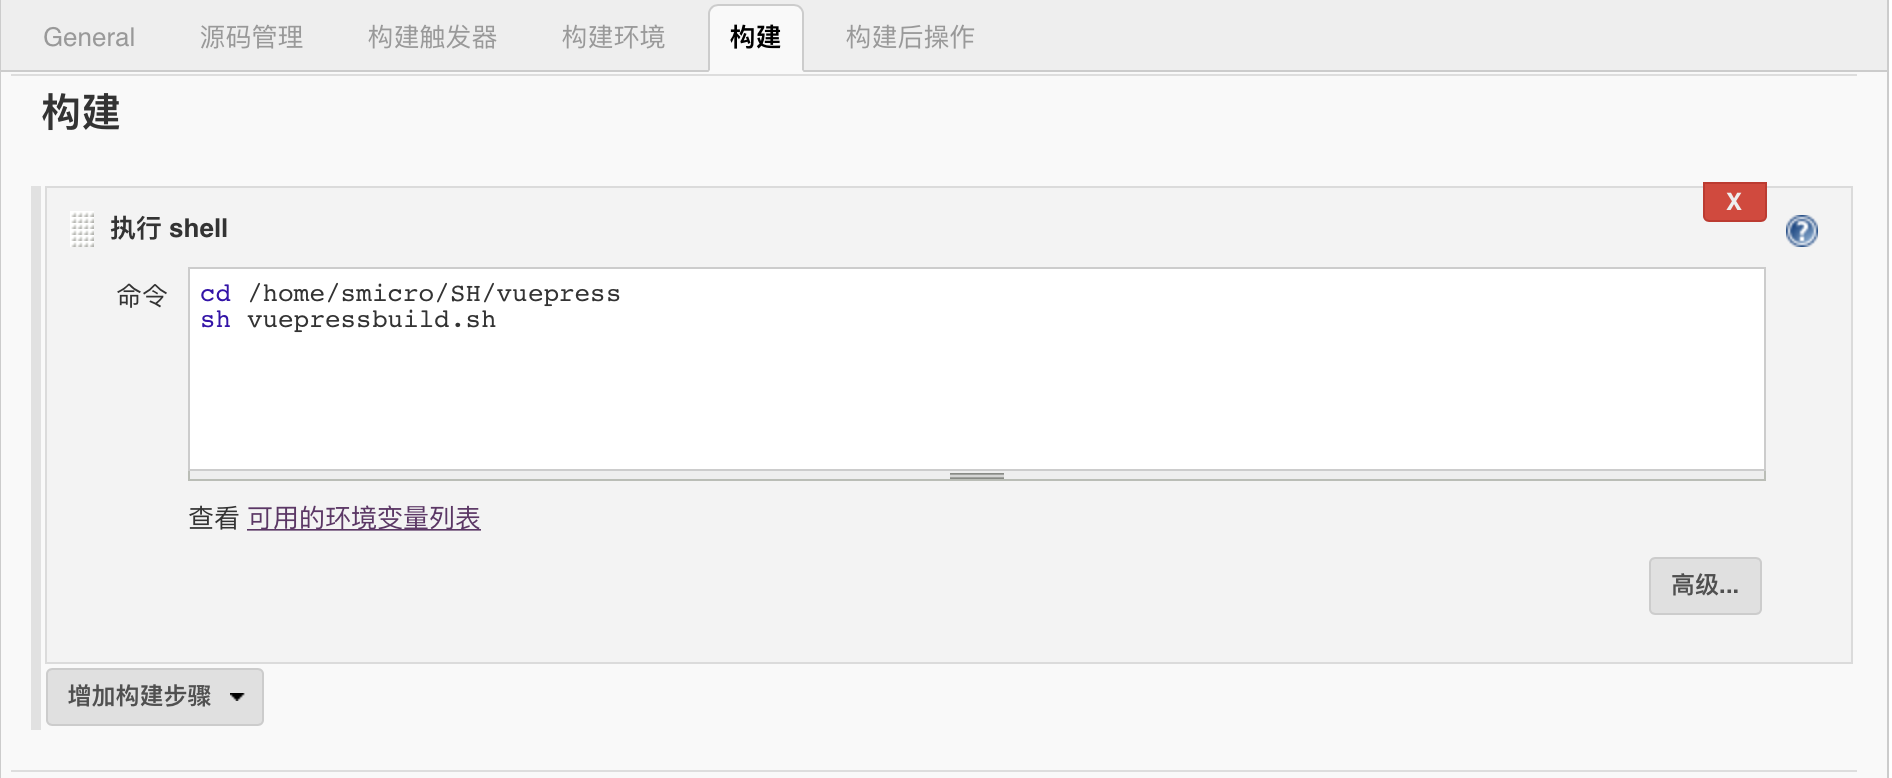 General 源码管理 构建触发器 构建环境 构建 构建后操作
构建
X
执行 shell
?
命令
cd /home/smicro/SH/vuepress
sh vuepressbuild.sh
查看 可用的环境变量列表
高级...
增加构建步骤